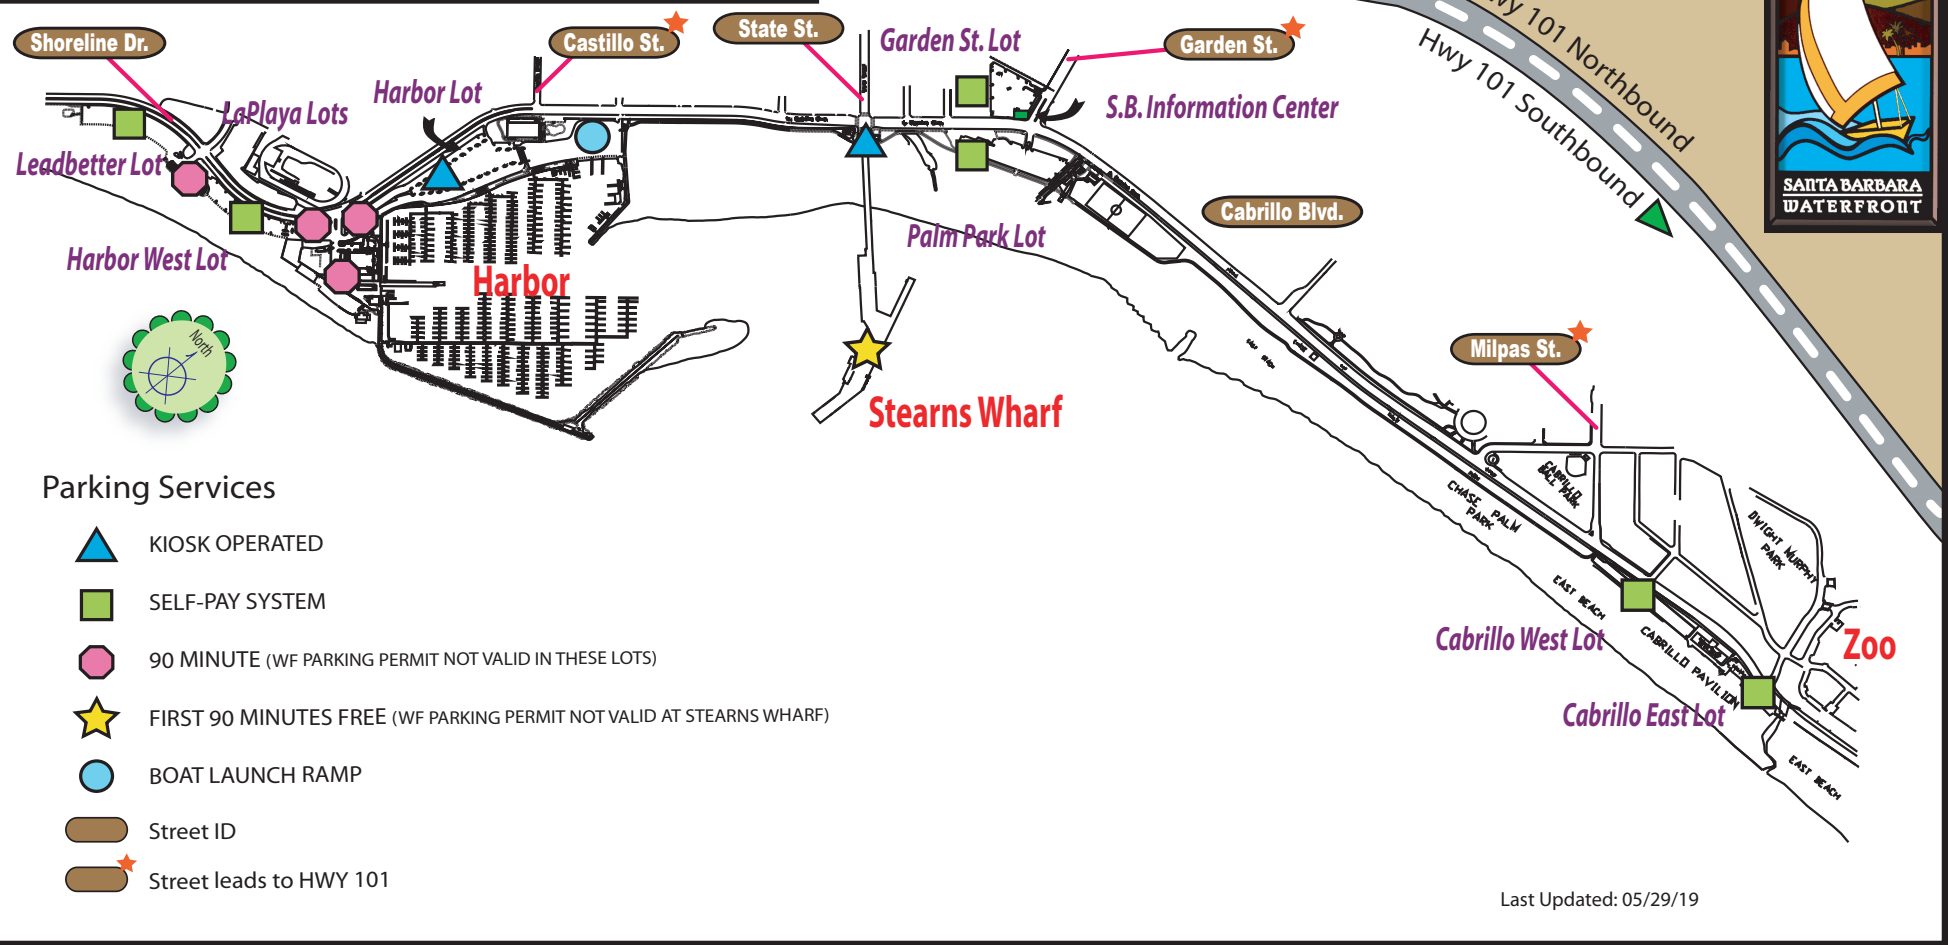 Shoreline Dr.
Castillo St.
State St.
Garden St. Lot
Garden St.
Hwy 101 Northbound
Hwy 101 Southbound
SANTA BARBARA
WATERFRONT
LaPlaya Lots
Harbor Lot
S.B. Information Center
Leadbetter Lot
Cabrillo Blvd.
Palm Park Lot
Harbor West Lot
Harbor
North
Milpas St.
Stearns Wharf
CABRILLO
BALL PARK
CHASE PALM
PARK
DWIGHT MURPHY
PARK
EAST BEACH
Cabrillo West Lot
CABRILLO PAVILION
Zoo
Cabrillo East Lot
EAST BEACH
Parking Services
KIOSK OPERATED
SELF-PAY SYSTEM
90 MINUTE (WF PARKING PERMIT NOT VALID IN THESE LOTS)
FIRST 90 MINUTES FREE (WF PARKING PERMIT NOT VALID AT STEARNS WHARF)
BOAT LAUNCH RAMP
Street ID
Street leads to HWY 101
Last Updated: 05/29/19